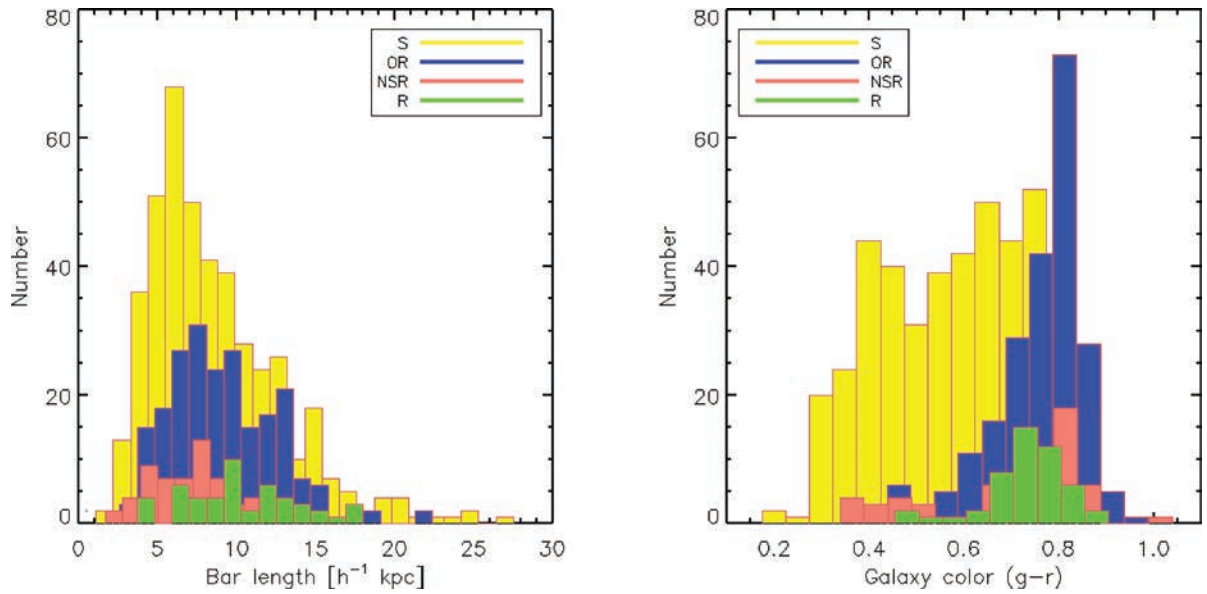 80
60
40
20
0
Number
S
OR
NSR
R
0 5 10 15 20 25 30
Bar length [h⁻¹ kpc]
80
60
40
20
0
Number
S
OR
NSR
R
0.2 0.4 0.6 0.8 1.0
Galaxy color (g-r)